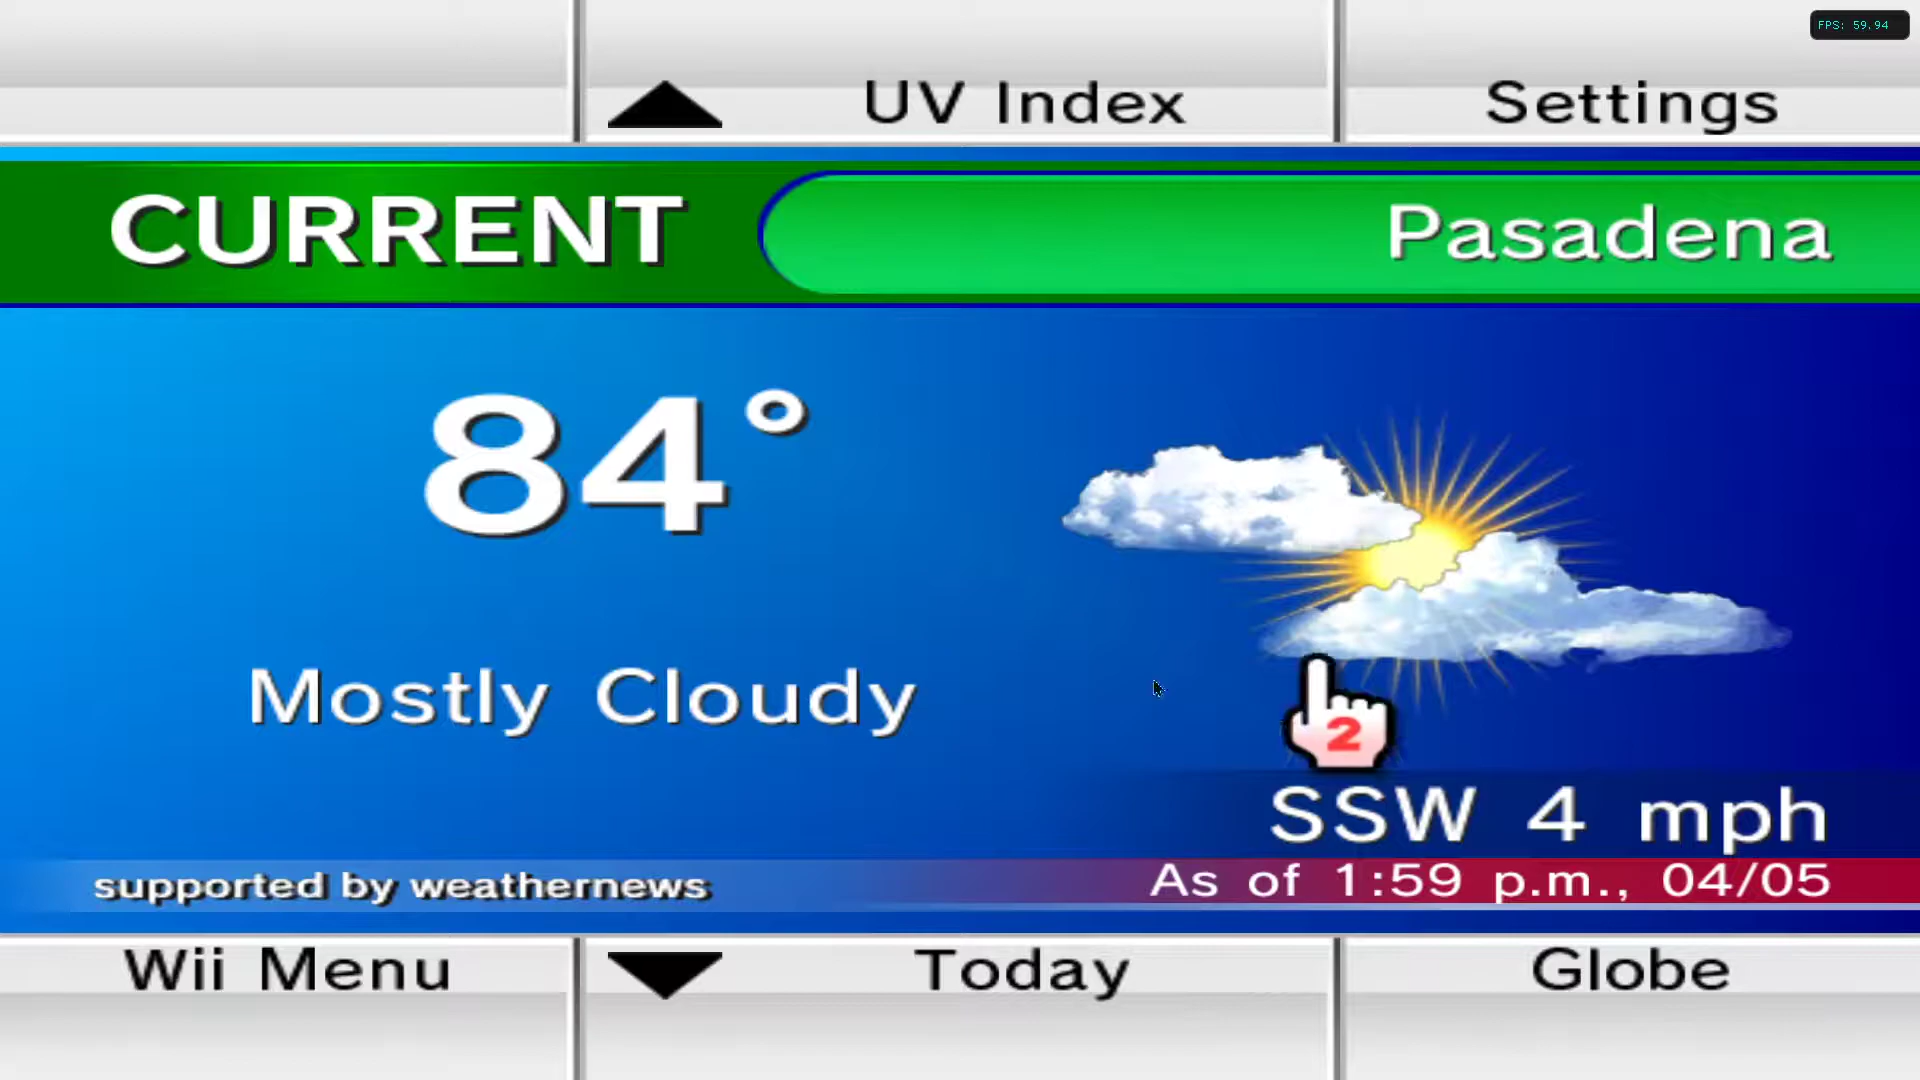 FPS: 59.94
UV Index
Settings
CURRENT
Pasadena
84°
Mostly Cloudy
2
SSW 4 mph
supported by weathernews
As of 1:59 p.m., 04/05
Wii Menu
Today
Globe